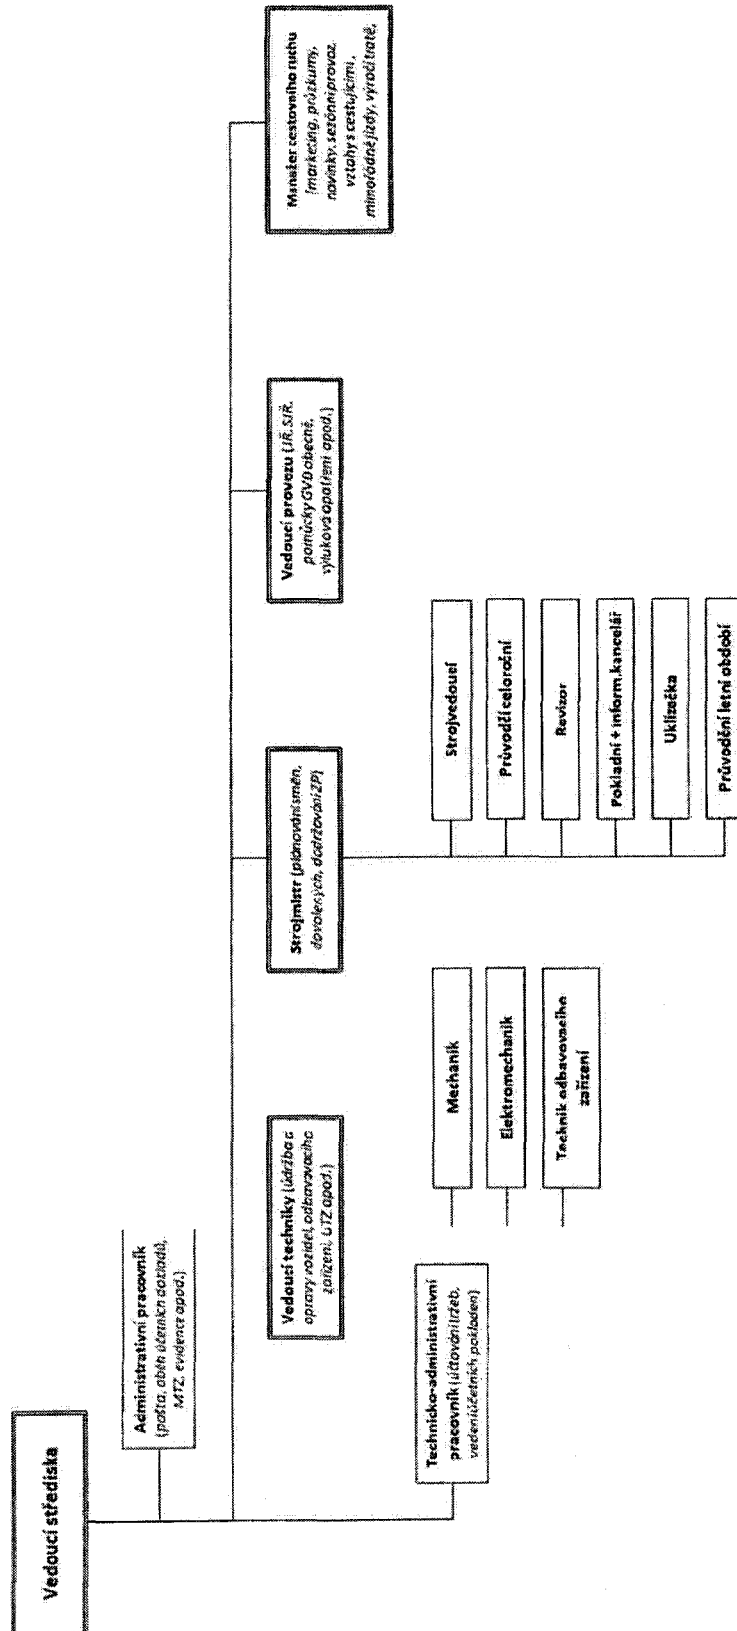 Vedoucí střediska
Administrativní pracovník
(pošta, oběh účetních dokladů,
MTZ, evidence apod.)
Technicko-administrativní
pracovník (účtování tržeb,
vedení účetních pokladen)
Vedoucí techniky (údržba a
opravy vozidel, odbavovacího
zařízení, UTZ apod.)
Mechanik
Elektromechanik
Technik odbavovacího
zařízení
Strojmistr (plánování směn,
dovolených, dodržování ZP)
Strojvedoucí
Průvodčí celoroční
Revizor
Pokladní + inform.kancelář
Uklízečka
Průvodční letní období
Vedoucí provozu (JŘ, SJŘ,
pomůcky GVD obecně,
výluková opatření apod.)
Manažer cestovního ruchu
(marketing, průzkumy,
novinky, sezónní provoz,
vztahy s cestujícími,
mimořádné jízdy, výročí tratě,